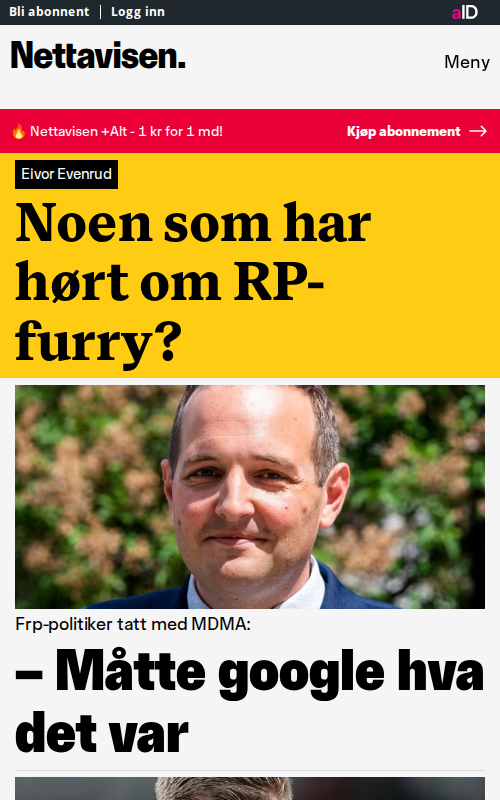 Bli abonnent | Logg inn
aID
Nettavisen.
Meny
🔥 Nettavisen +Alt - 1 kr for 1 md!
Kjøp abonnement →
Eivor Evenrud
Noen som har
hørt om RP-
furry?
Frp-politiker tatt med MDMA:
– Måtte google hva
det var